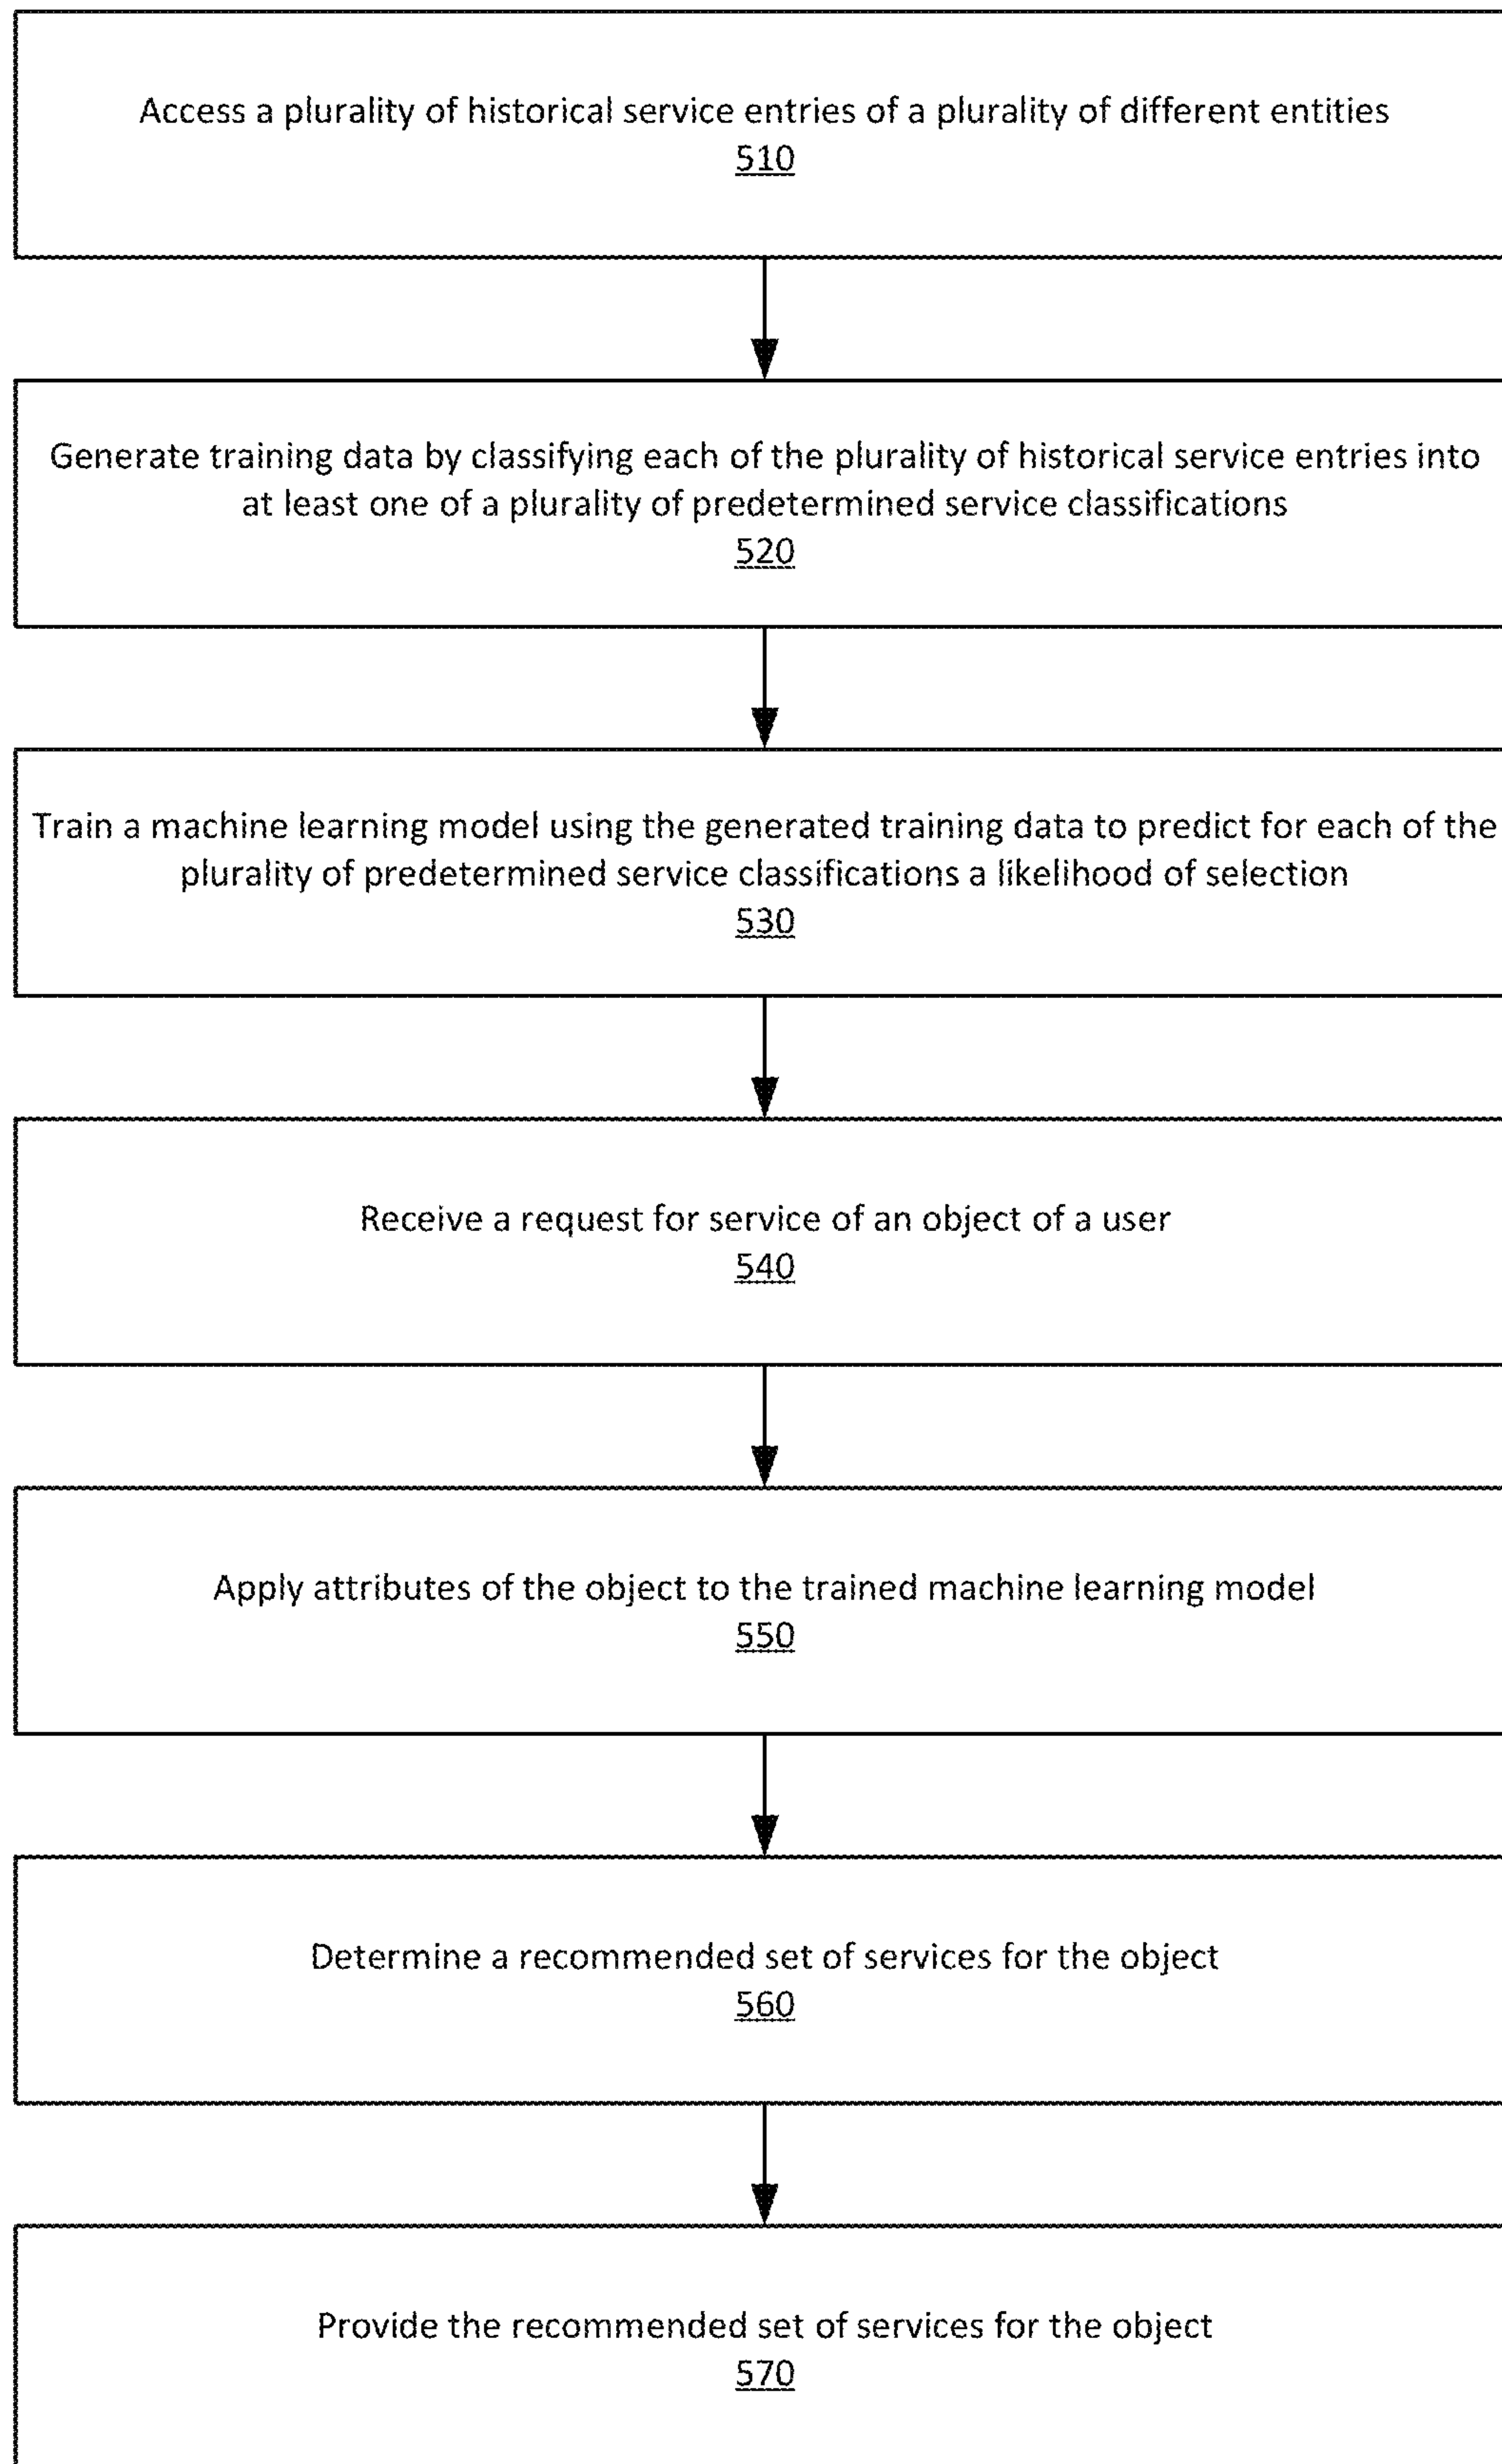 Access a plurality of historical service entries of a plurality of different entities
510
Generate training data by classifying each of the plurality of historical service entries into
at least one of a plurality of predetermined service classifications
520
Train a machine learning model using the generated training data to predict for each of the
plurality of predetermined service classifications a likelihood of selection
530
Receive a request for service of an object of a user
540
Apply attributes of the object to the trained machine learning model
550
Determine a recommended set of services for the object
560
Provide the recommended set of services for the object
570